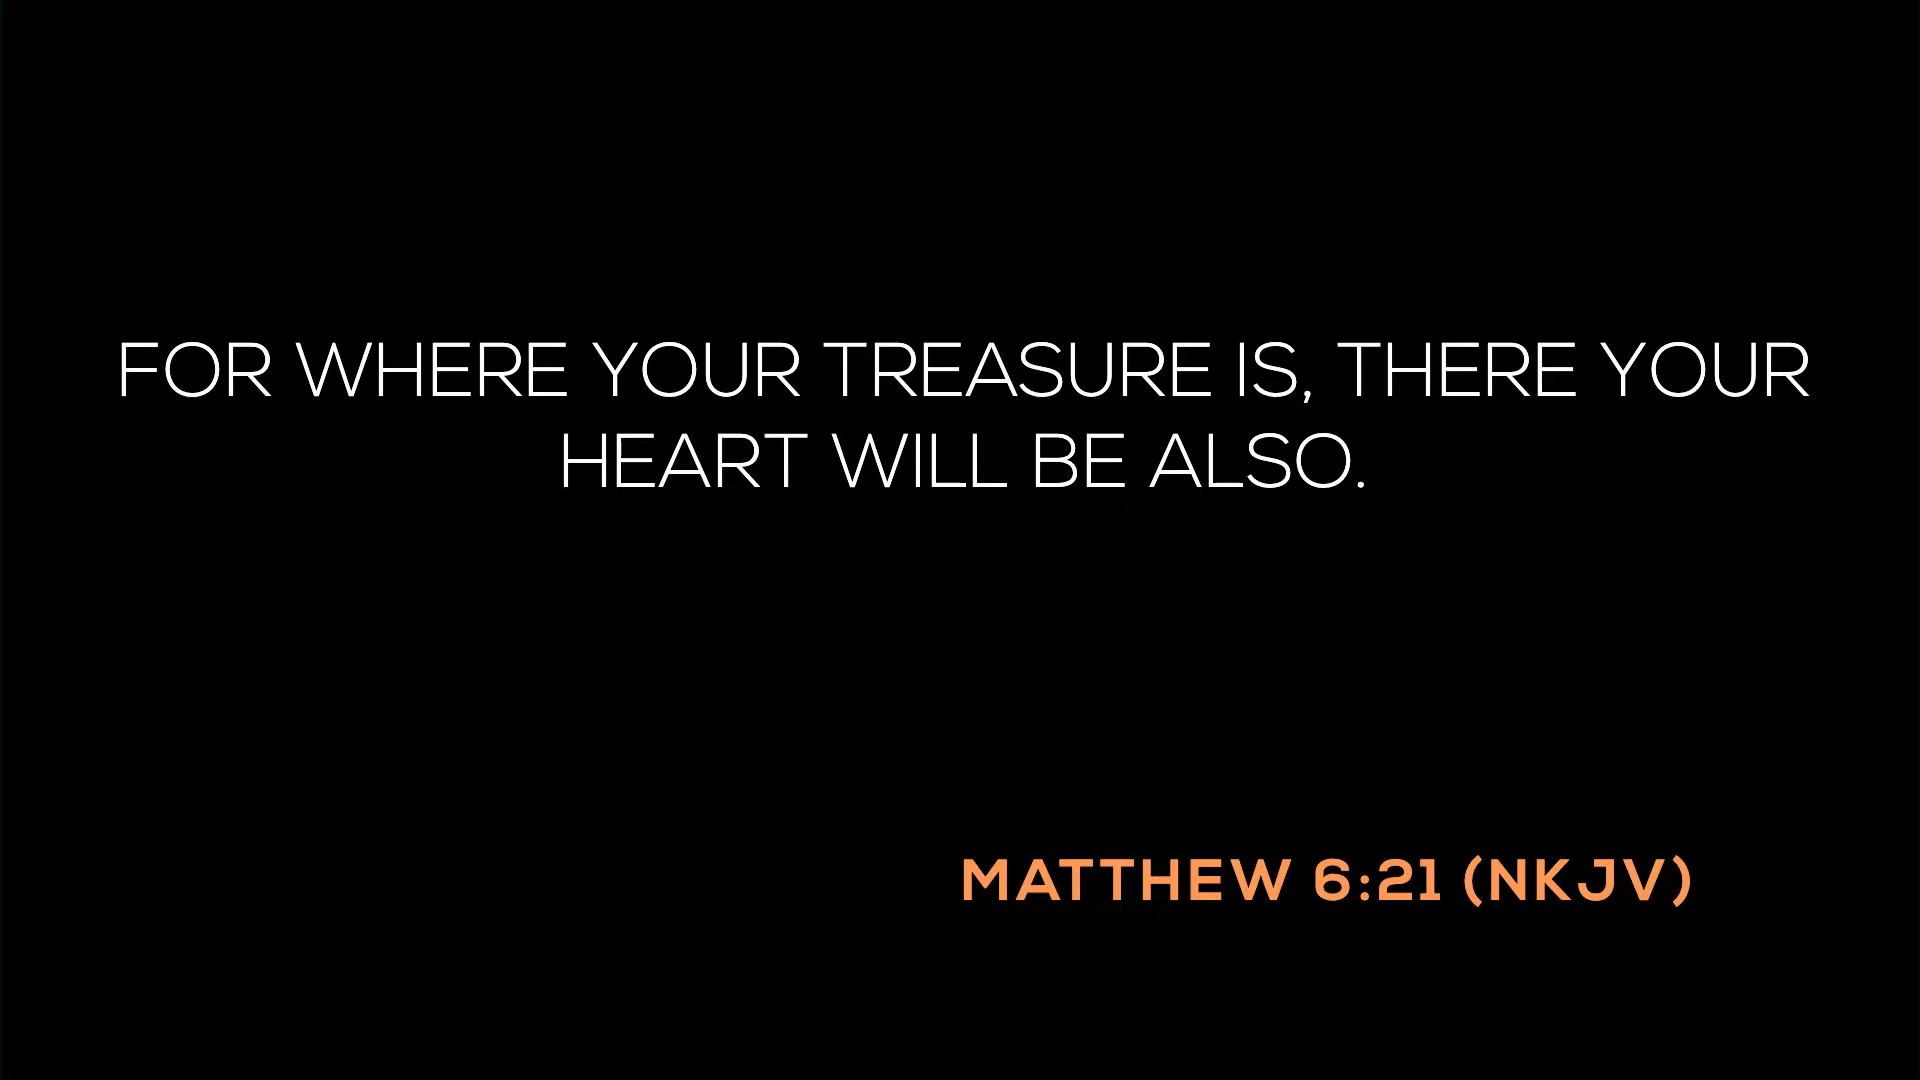 FOR WHERE YOUR TREASURE IS, THERE YOUR
HEART WILL BE ALSO.
MATTHEW 6:21 (NKJV)